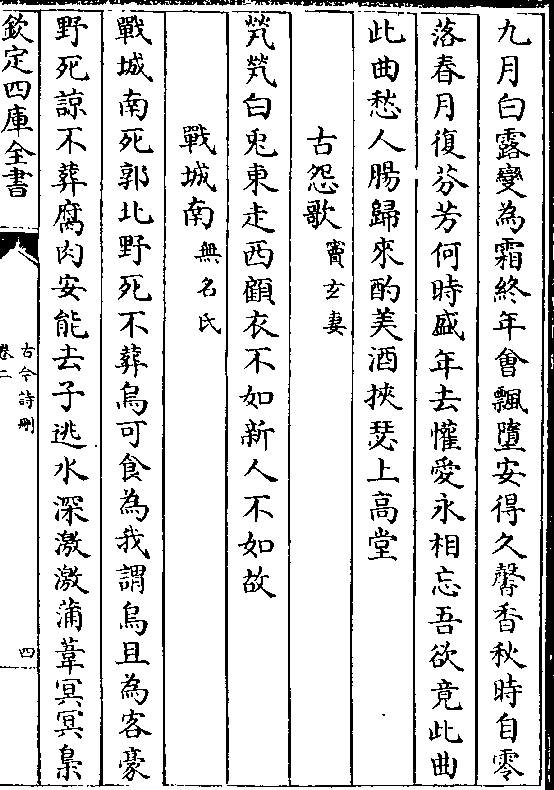 九月白露變為霜終年會飄墮安得久馨香秋時自零
落春月復芬芳何時盛年去懽愛永相忘吾欲竟此曲
此曲愁人腸歸來酌美酒挾瑟上高堂
古怨歌竇玄妻
煢煢白兎東走西顧衣不如新人不如故
戰城南無名氏
戰城南死郭北野死不葬烏可食為我謂烏且為客豪
野死諒不葬腐肉安能去子逃水深激激蒲葦冥冥梟
欽定四庫全書
古今詩刪
卷二
四